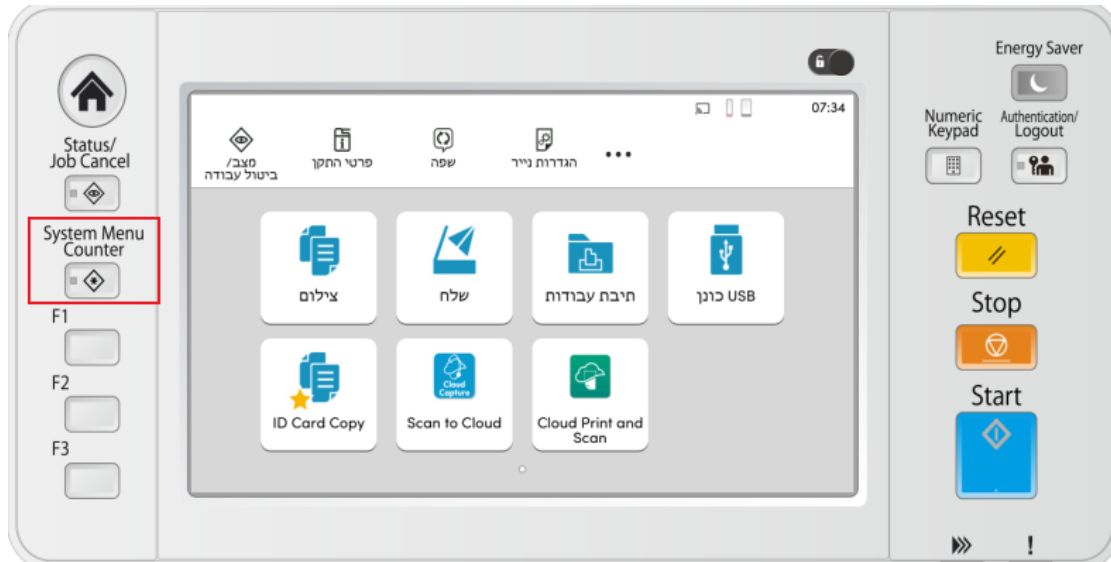 Status/
Job Cancel
System Menu
Counter
F1
F2
F3
07:34
מצב/
ביטול עבודה
פרטי התקן
שפה
הגדרות נייר
צילום
שלח
תיבת עבודות
כונן USB
ID Card Copy
Cloud
Capture
Scan to Cloud
Cloud Print and
Scan
Energy Saver
Numeric
Keypad
Authentication/
Logout
Reset
Stop
Start